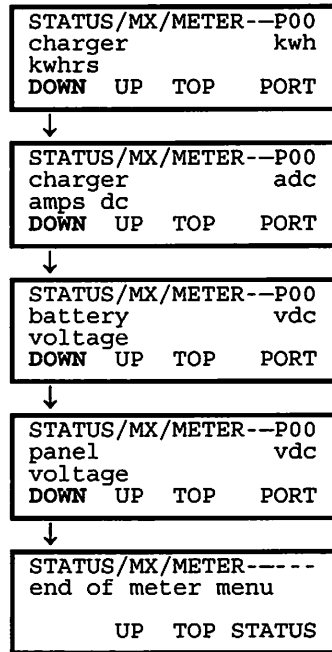 STATUS/MX/METER--P00
charger kwh
kwhrs
DOWN UP TOP PORT
STATUS/MX/METER--P00
charger adc
amps dc
DOWN UP TOP PORT
STATUS/MX/METER--P00
battery vdc
voltage
DOWN UP TOP PORT
STATUS/MX/METER--P00
panel vdc
voltage
DOWN UP TOP PORT
STATUS/MX/METER-----
end of meter menu
UP TOP STATUS